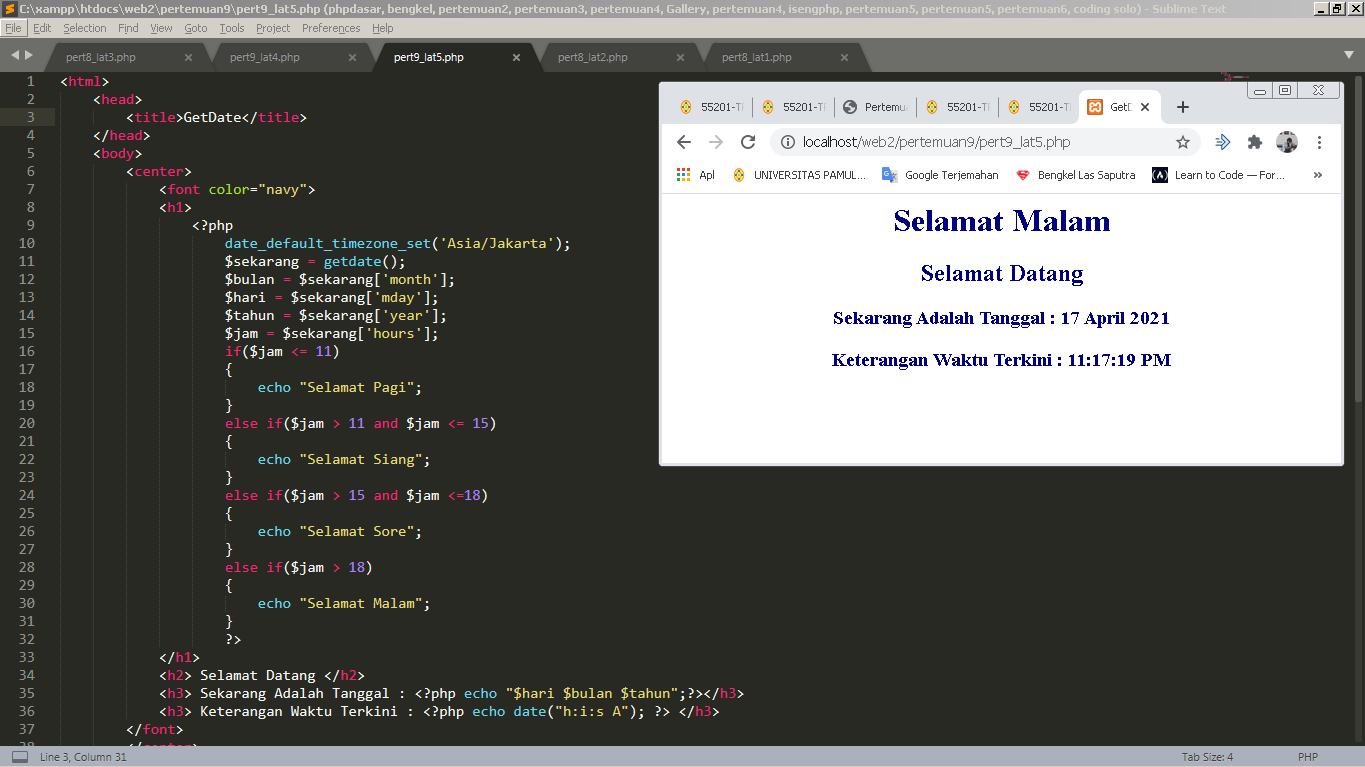 C:\xampp\htdocs\web2\pertemuan9\pert9_lat5.php (phpdasar, bengkel, pertemuan2, pertemuan3, pertemuan4, Gallery, pertemuan4, isengphp, pertemuan5, pertemuan5, pertemuan6, coding solo) - Sublime Text
File Edit Selection Find View Goto Tools Project Preferences Help
pert8_lat3.php pert9_lat4.php pert9_lat5.php pert8_lat2.php pert8_lat1.php
1 <html>
2 <head>
3 <title>GetDate</title>
4 </head>
5 <body>
6 <center>
7 <font color="navy">
8 <h1>
9 <?php
10 date_default_timezone_set('Asia/Jakarta');
11 $sekarang = getdate();
12 $bulan = $sekarang['month'];
13 $hari = $sekarang['mday'];
14 $tahun = $sekarang['year'];
15 $jam = $sekarang['hours'];
16 if($jam <= 11)
17 {
18 echo "Selamat Pagi";
19 }
20 else if($jam > 11 and $jam <= 15)
21 {
22 echo "Selamat Siang";
23 }
24 else if($jam > 15 and $jam <=18)
25 {
26 echo "Selamat Sore";
27 }
28 else if($jam > 18)
29 {
30 echo "Selamat Malam";
31 }
32 ?>
33 </h1>
34 <h2> Selamat Datang </h2>
35 <h3> Sekarang Adalah Tanggal : <?php echo "$hari $bulan $tahun";?></h3>
36 <h3> Keterangan Waktu Terkini : <?php echo date("h:i:s A"); ?> </h3>
37 </font>
38 </center>
55201-TI 55201-TI Pertemua 55201-TI 55201-TI GetD
localhost/web2/pertemuan9/pert9_lat5.php
Apl UNIVERSITAS PAMUL... Google Terjemahan Bengkel Las Saputra Learn to Code — For... »
Selamat Malam
Selamat Datang
Sekarang Adalah Tanggal : 17 April 2021
Keterangan Waktu Terkini : 11:17:19 PM
Line 3, Column 31 Tab Size: 4 PHP